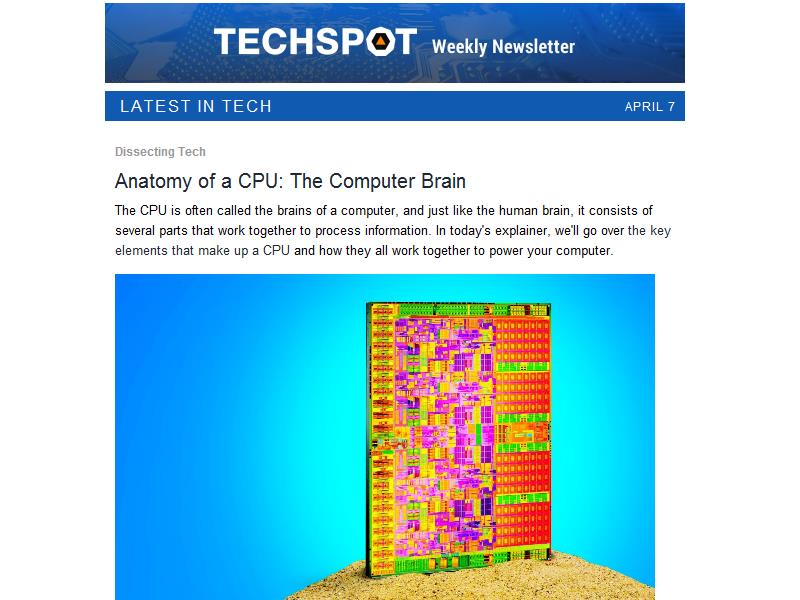 TECHSPOT Weekly Newsletter
LATEST IN TECH APRIL 7
Dissecting Tech
Anatomy of a CPU: The Computer Brain
The CPU is often called the brains of a computer, and just like the human brain, it consists of
several parts that work together to process information. In today's explainer, we'll go over the key
elements that make up a CPU and how they all work together to power your computer.